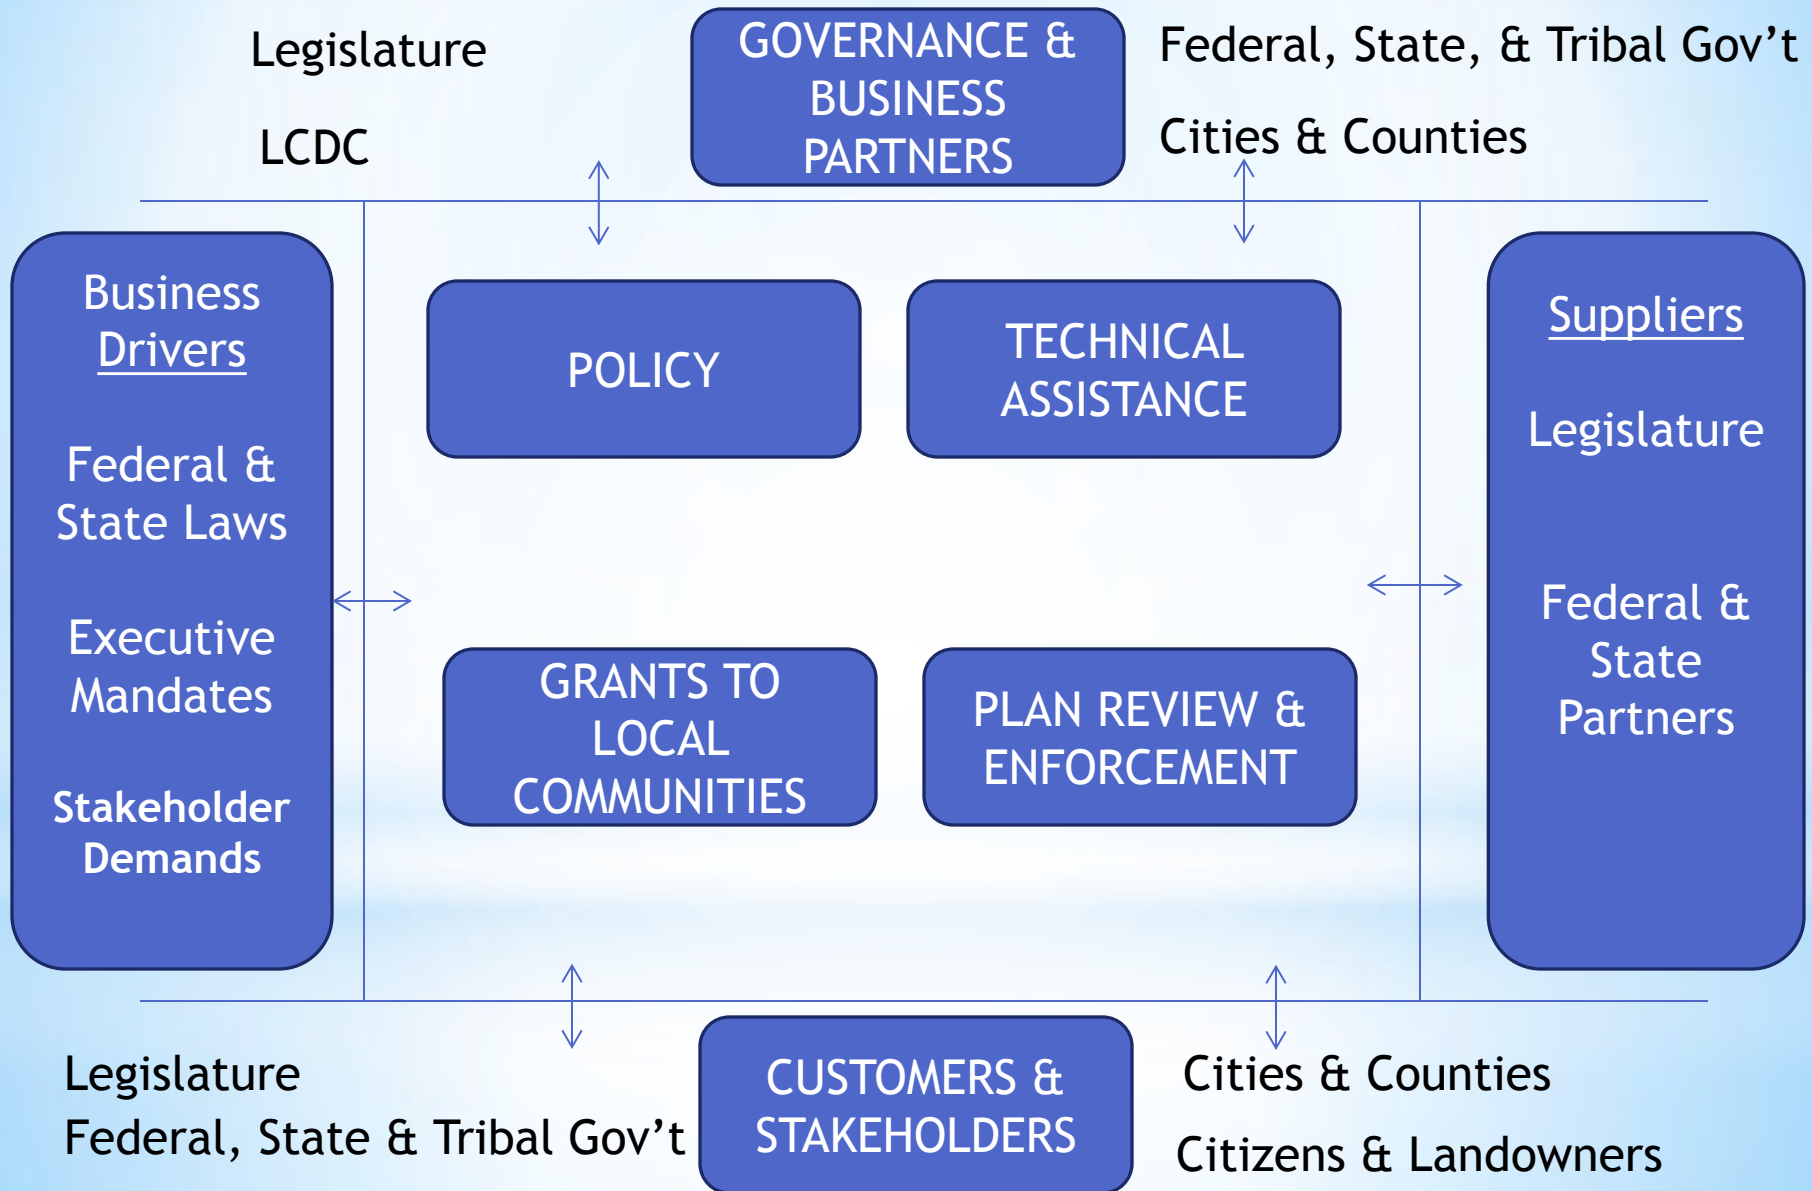 Legislature
LCDC
GOVERNANCE &
BUSINESS
PARTNERS
Federal, State, & Tribal Gov't
Cities & Counties
Business
Drivers
Federal &
State Laws
Executive
Mandates
Stakeholder
Demands
POLICY
TECHNICAL
ASSISTANCE
GRANTS TO
LOCAL
COMMUNITIES
PLAN REVIEW &
ENFORCEMENT
Suppliers
Legislature
Federal &
State
Partners
Legislature
Federal, State & Tribal Gov't
CUSTOMERS &
STAKEHOLDERS
Cities & Counties
Citizens & Landowners